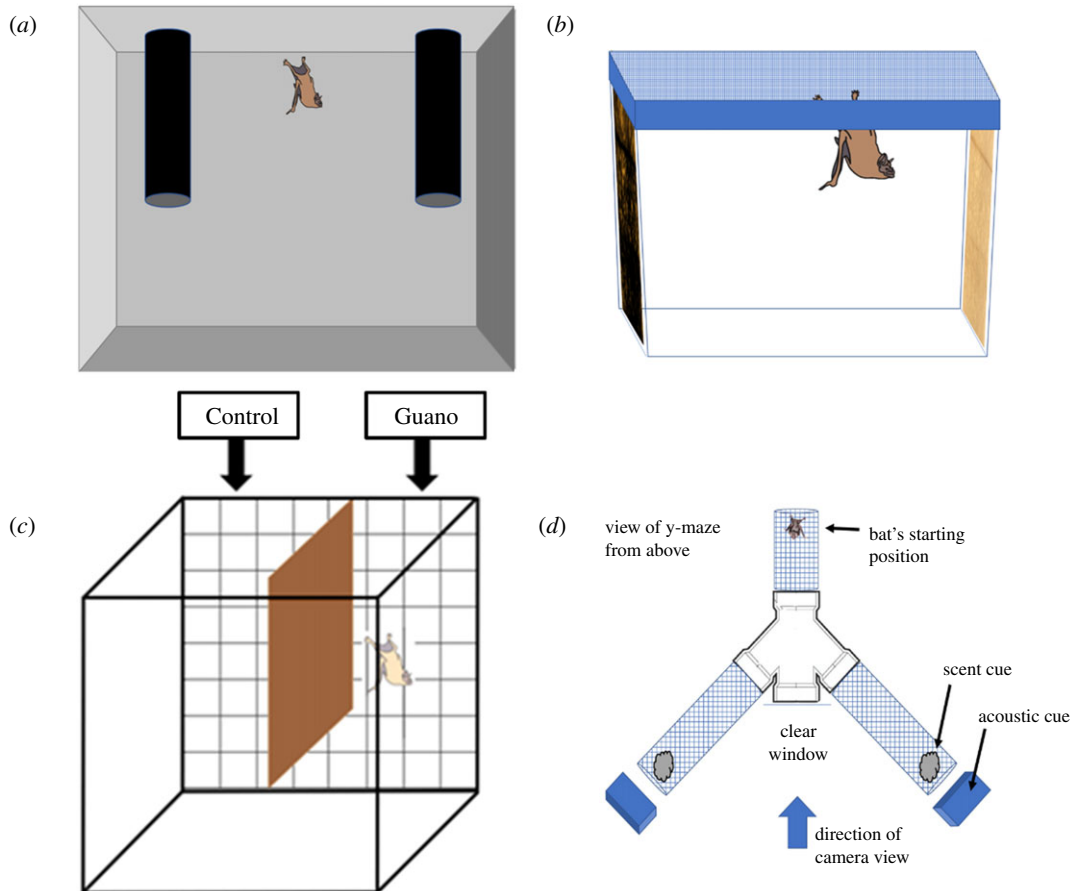 (a)
(b)
Control
Guano
(c)
(d)
view of y-maze
from above
bat's starting
position
scent cue
acoustic cue
clear
window
direction of
camera view